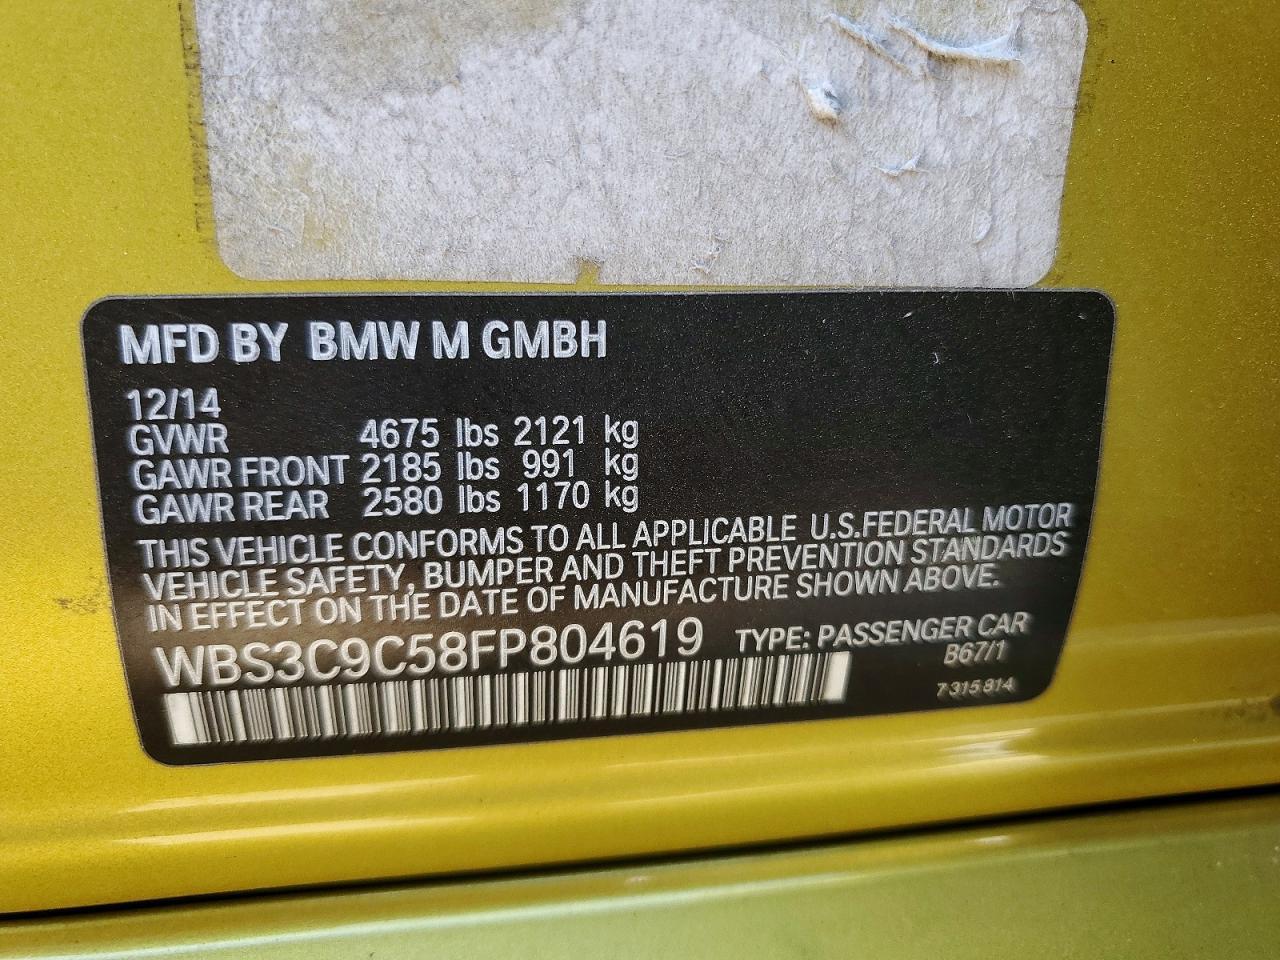 MFD BY BMW M GMBH
12/14
GVWR 4675 lbs 2121 kg
GAWR FRONT 2185 lbs 991 kg
GAWR REAR 2580 lbs 1170 kg
THIS VEHICLE CONFORMS TO ALL APPLICABLE U.S.FEDERAL MOTOR
VEHICLE SAFETY, BUMPER AND THEFT PREVENTION STANDARDS
IN EFFECT ON THE DATE OF MANUFACTURE SHOWN ABOVE.
WBS3C9C58FP804619 TYPE: PASSENGER CAR
B67/1
7 315 814